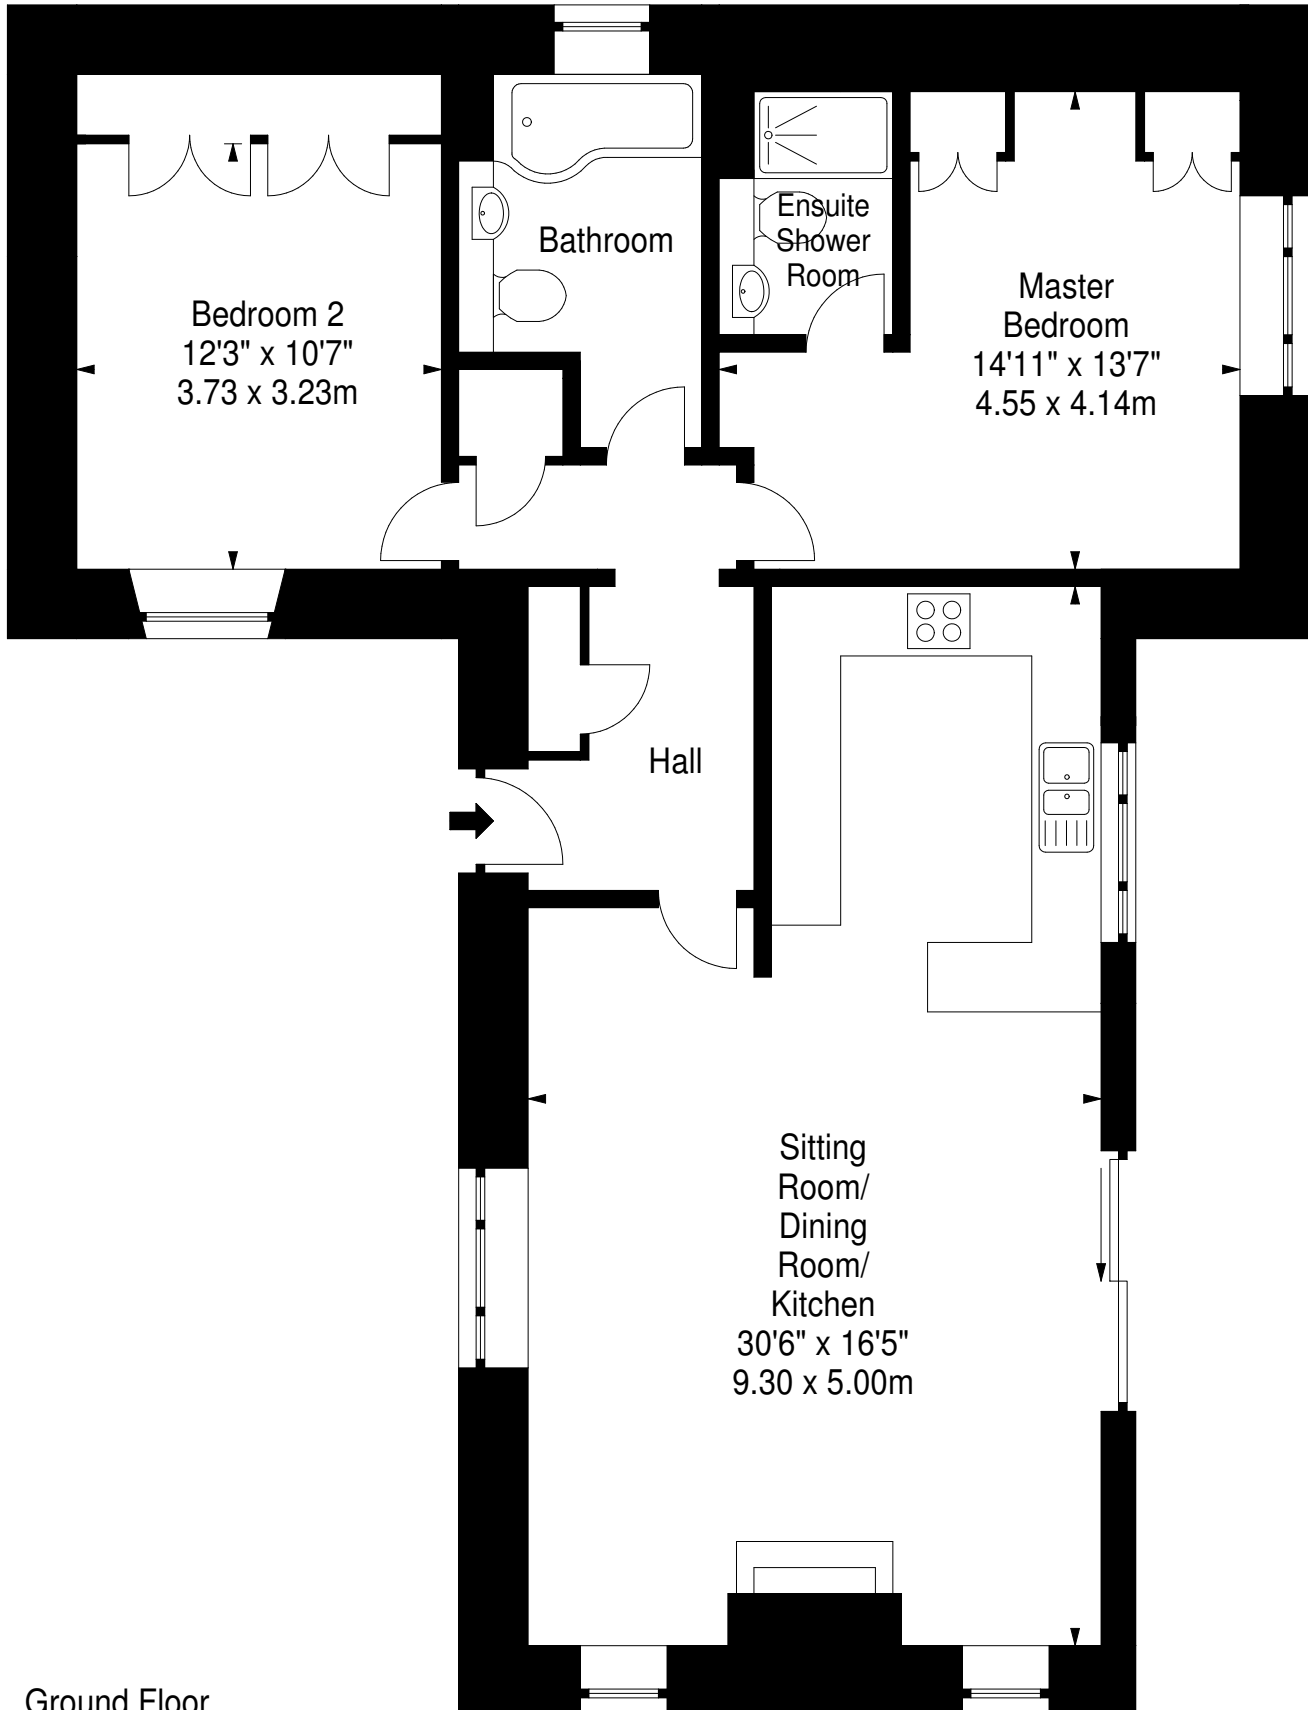 Bathroom
Ensuite
Shower
Room
Bedroom 2
12'3" x 10'7"
3.73 x 3.23m
Master
Bedroom
14'11" x 13'7"
4.55 x 4.14m
Hall
Sitting
Room/
Dining
Room/
Kitchen
30'6" x 16'5"
9.30 x 5.00m
Ground Floor